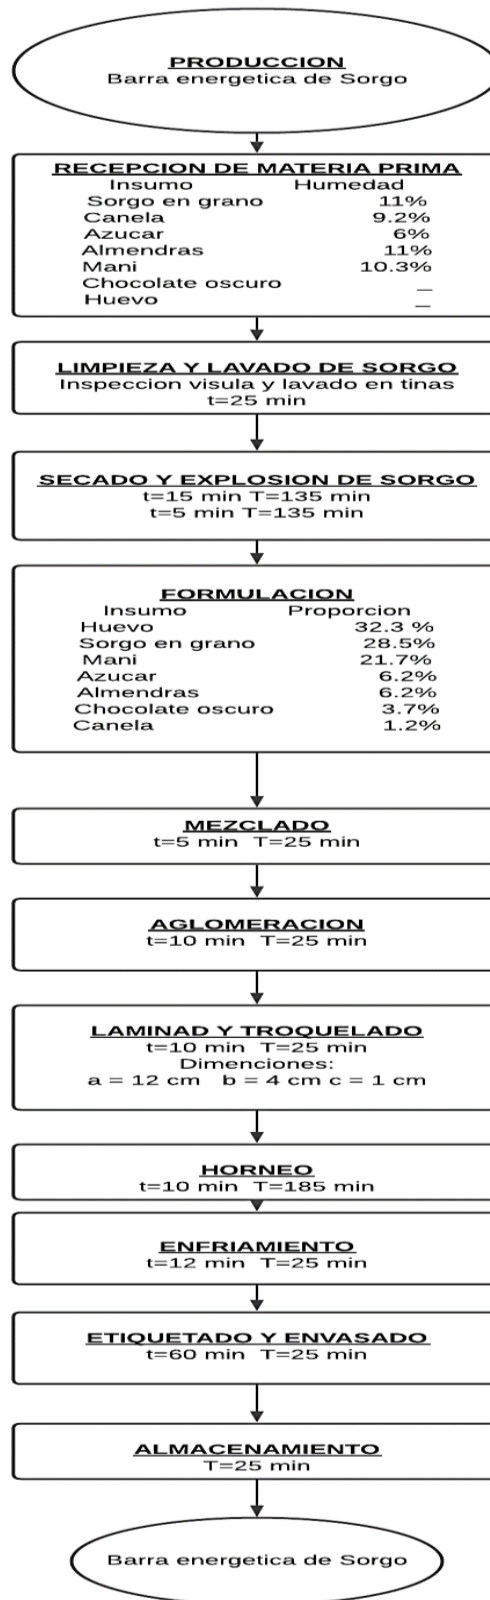 PRODUCCION
Barra energetica de Sorgo
RECEPCION DE MATERIA PRIMA
Insumo Humedad
Sorgo en grano 11%
Canela 9.2%
Azucar 6%
Almendras 11%
Mani 10.3%
Chocolate oscuro _
Huevo _
LIMPIEZA Y LAVADO DE SORGO
Inspeccion visula y lavado en tinas
t=25 min
SECADO Y EXPLOSION DE SORGO
t=15 min T=135 min
t=5 min T=135 min
FORMULACION
Insumo Proporcion
Huevo 32.3 %
Sorgo en grano 28.5%
Mani 21.7%
Azucar 6.2%
Almendras 6.2%
Chocolate oscuro 3.7%
Canela 1.2%
MEZCLADO
t=5 min T=25 min
AGLOMERACION
t=10 min T=25 min
LAMINAD Y TROQUELADO
t=10 min T=25 min
Dimenciones:
a = 12 cm b = 4 cm c = 1 cm
HORNEO
t=10 min T=185 min
ENFRIAMIENTO
t=12 min T=25 min
ETIQUETADO Y ENVASADO
t=60 min T=25 min
ALMACENAMIENTO
T=25 min
Barra energetica de Sorgo